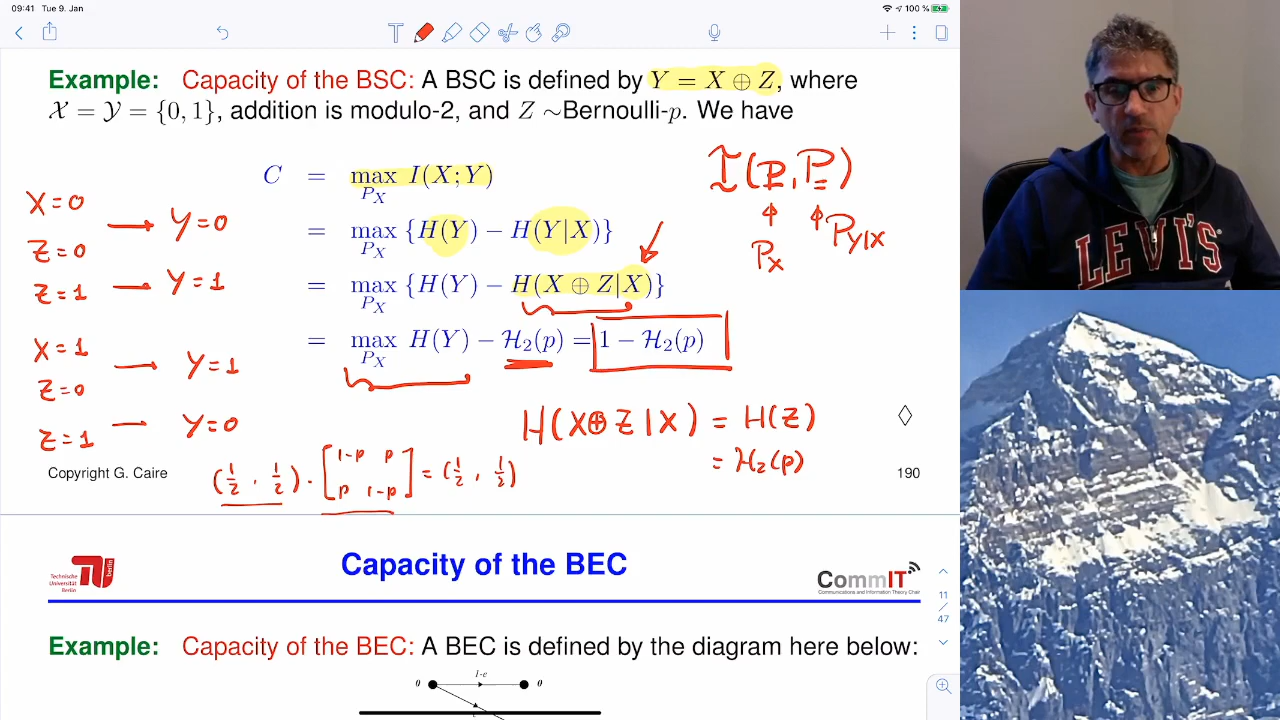 09:41 Tue 9. Jan
100 %
Example: Capacity of the BSC: A BSC is defined by Y = X ⊕ Z, where
𝒳 = 𝒴 = {0, 1}, addition is modulo-2, and Z ∼Bernoulli-p. We have
C = max I(X; Y)
P_X
= max {H(Y) − H(Y|X)}
P_X
= max {H(Y) − H(X ⊕ Z|X)}
P_X
= max H(Y) − ℋ₂(p) = 1 − ℋ₂(p)
P_X
X=0
→ Y=0
Z=0
Z=1 → Y=1
X=1
→ Y=1
Z=0
Z=1 → Y=0
I(P, P)
↑ ↑
P_X P_Y|X
H(X⊕Z|X) = H(Z)
= ℋ₂(p)
(1/2, 1/2) · [1-p p
p 1-p] = (1/2, 1/2)
◇
Copyright G. Caire
190
LEVI'S
Technische
Universität
Berlin
berlin
Capacity of the BEC
CommIT
Communications and Information Theory Chair
11
/
47
Example: Capacity of the BEC: A BEC is defined by the diagram here below:
0 1-e 0